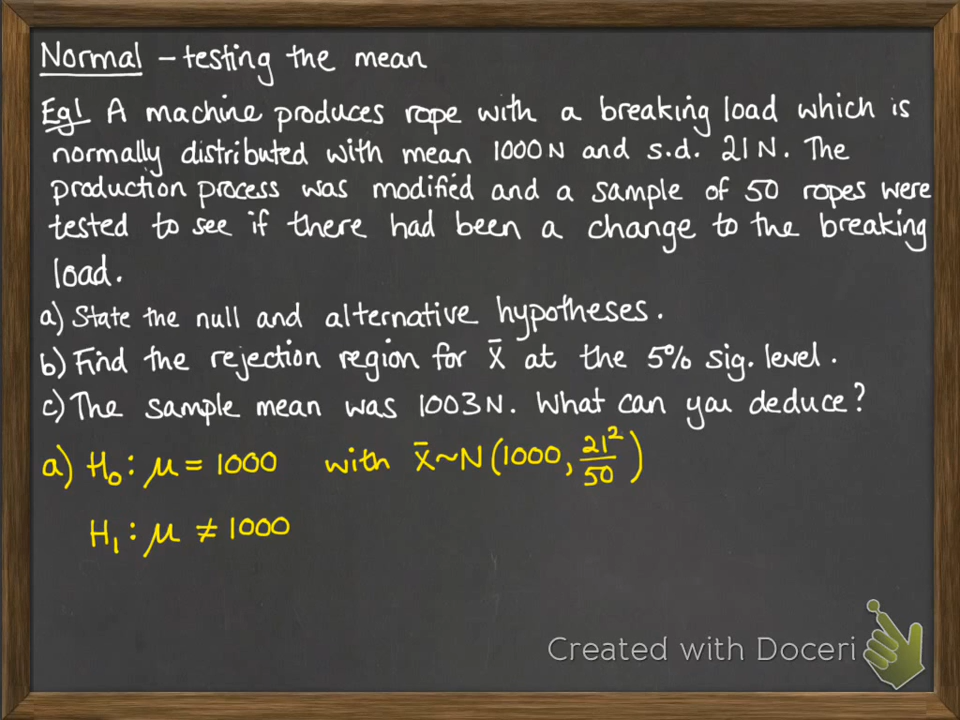 Normal – testing the mean
Eg1 A machine produces rope with a breaking load which is
normally distributed with mean 1000N and s.d. 21N. The
production process was modified and a sample of 50 ropes were
tested to see if there had been a change to the breaking
load.
a) State the null and alternative hypotheses.
b) Find the rejection region for X̄ at the 5% sig. level.
c) The sample mean was 1003N. What can you deduce?
a) H₀: μ = 1000 with X̄ ~ N(1000, 21²/50)
H₁: μ ≠ 1000
Created with Doceri